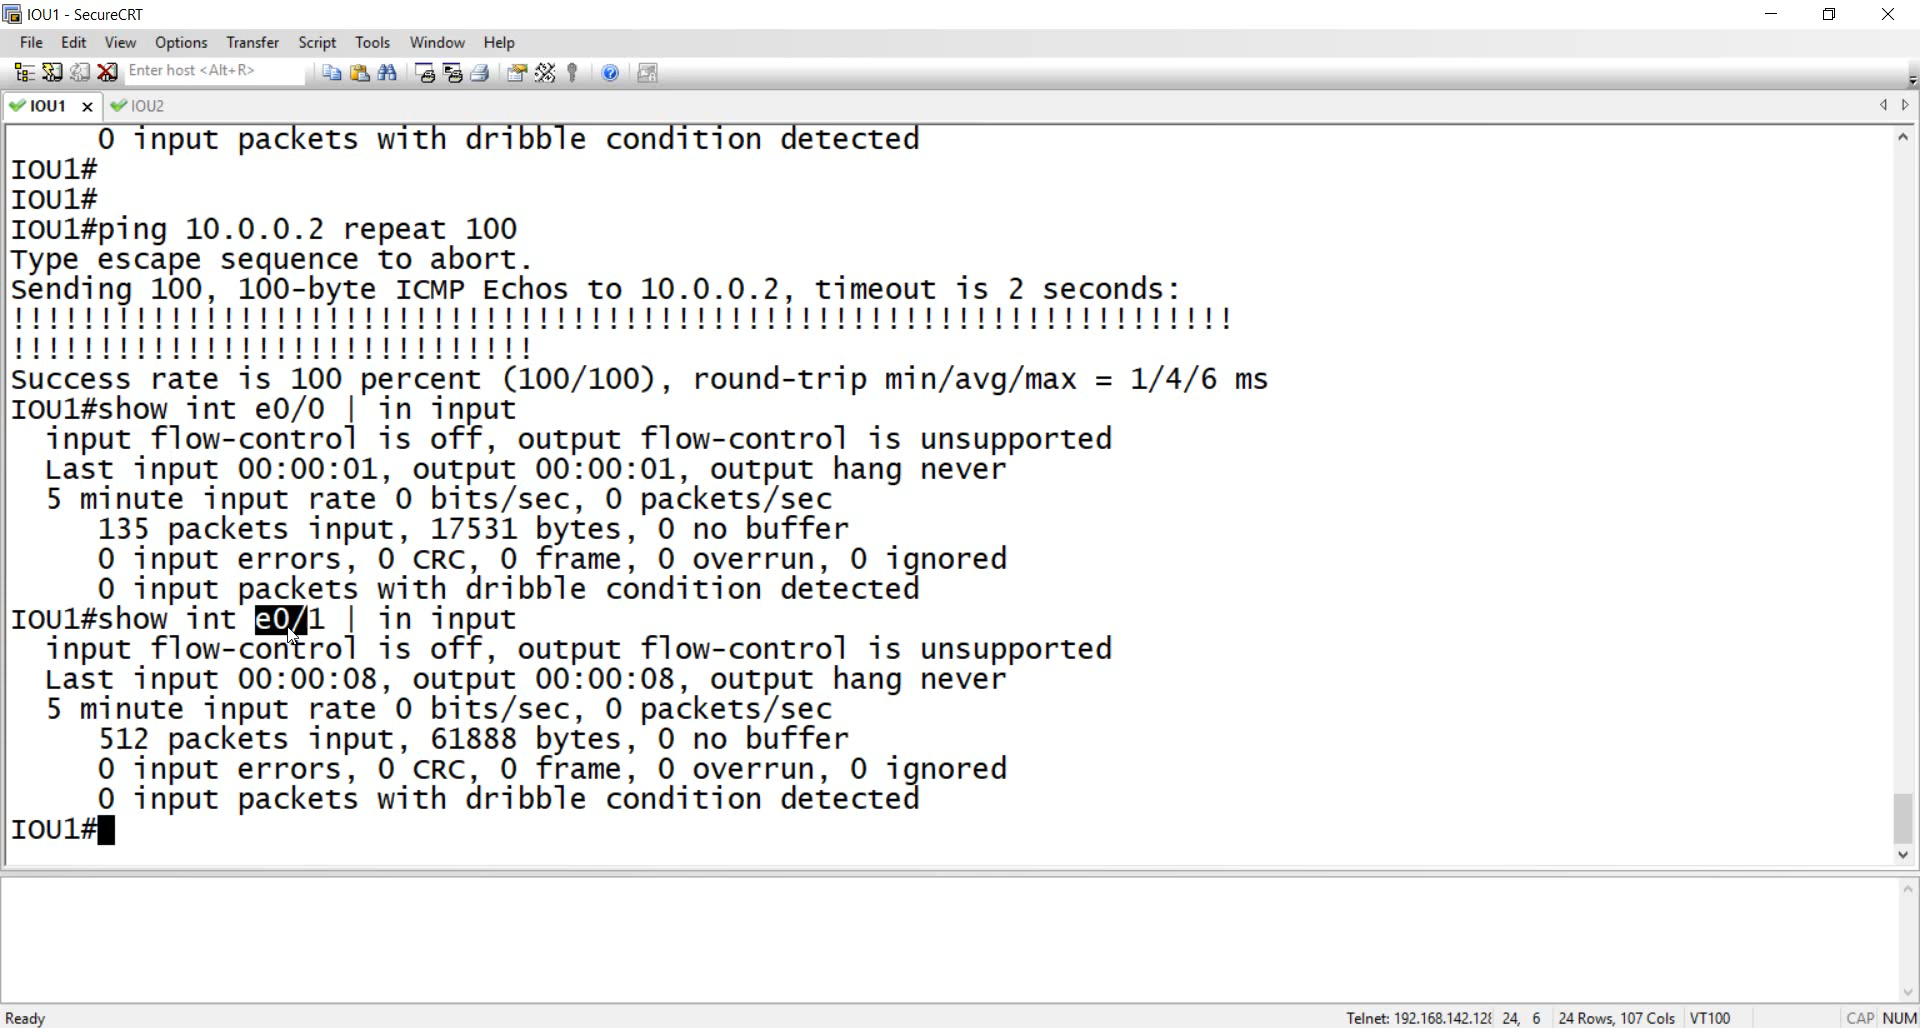 IOU1 - SecureCRT
File Edit View Options Transfer Script Tools Window Help
Enter host <Alt+R>
IOU1 IOU2
0 input packets with dribble condition detected
IOU1#
IOU1#
IOU1#ping 10.0.0.2 repeat 100
Type escape sequence to abort.
Sending 100, 100-byte ICMP Echos to 10.0.0.2, timeout is 2 seconds:
!!!!!!!!!!!!!!!!!!!!!!!!!!!!!!!!!!!!!!!!!!!!!!!!!!!!!!!!!!!!!!!!!!!!!!
!!!!!!!!!!!!!!!!!!!!!!!!!!!!!!
Success rate is 100 percent (100/100), round-trip min/avg/max = 1/4/6 ms
IOU1#show int e0/0 | in input
input flow-control is off, output flow-control is unsupported
Last input 00:00:01, output 00:00:01, output hang never
5 minute input rate 0 bits/sec, 0 packets/sec
135 packets input, 17531 bytes, 0 no buffer
0 input errors, 0 CRC, 0 frame, 0 overrun, 0 ignored
0 input packets with dribble condition detected
IOU1#show int e0/1 | in input
input flow-control is off, output flow-control is unsupported
Last input 00:00:08, output 00:00:08, output hang never
5 minute input rate 0 bits/sec, 0 packets/sec
512 packets input, 61888 bytes, 0 no buffer
0 input errors, 0 CRC, 0 frame, 0 overrun, 0 ignored
0 input packets with dribble condition detected
IOU1#
Ready Telnet: 192.168.142.128 24, 6 24 Rows, 107 Cols VT100 CAP NUM